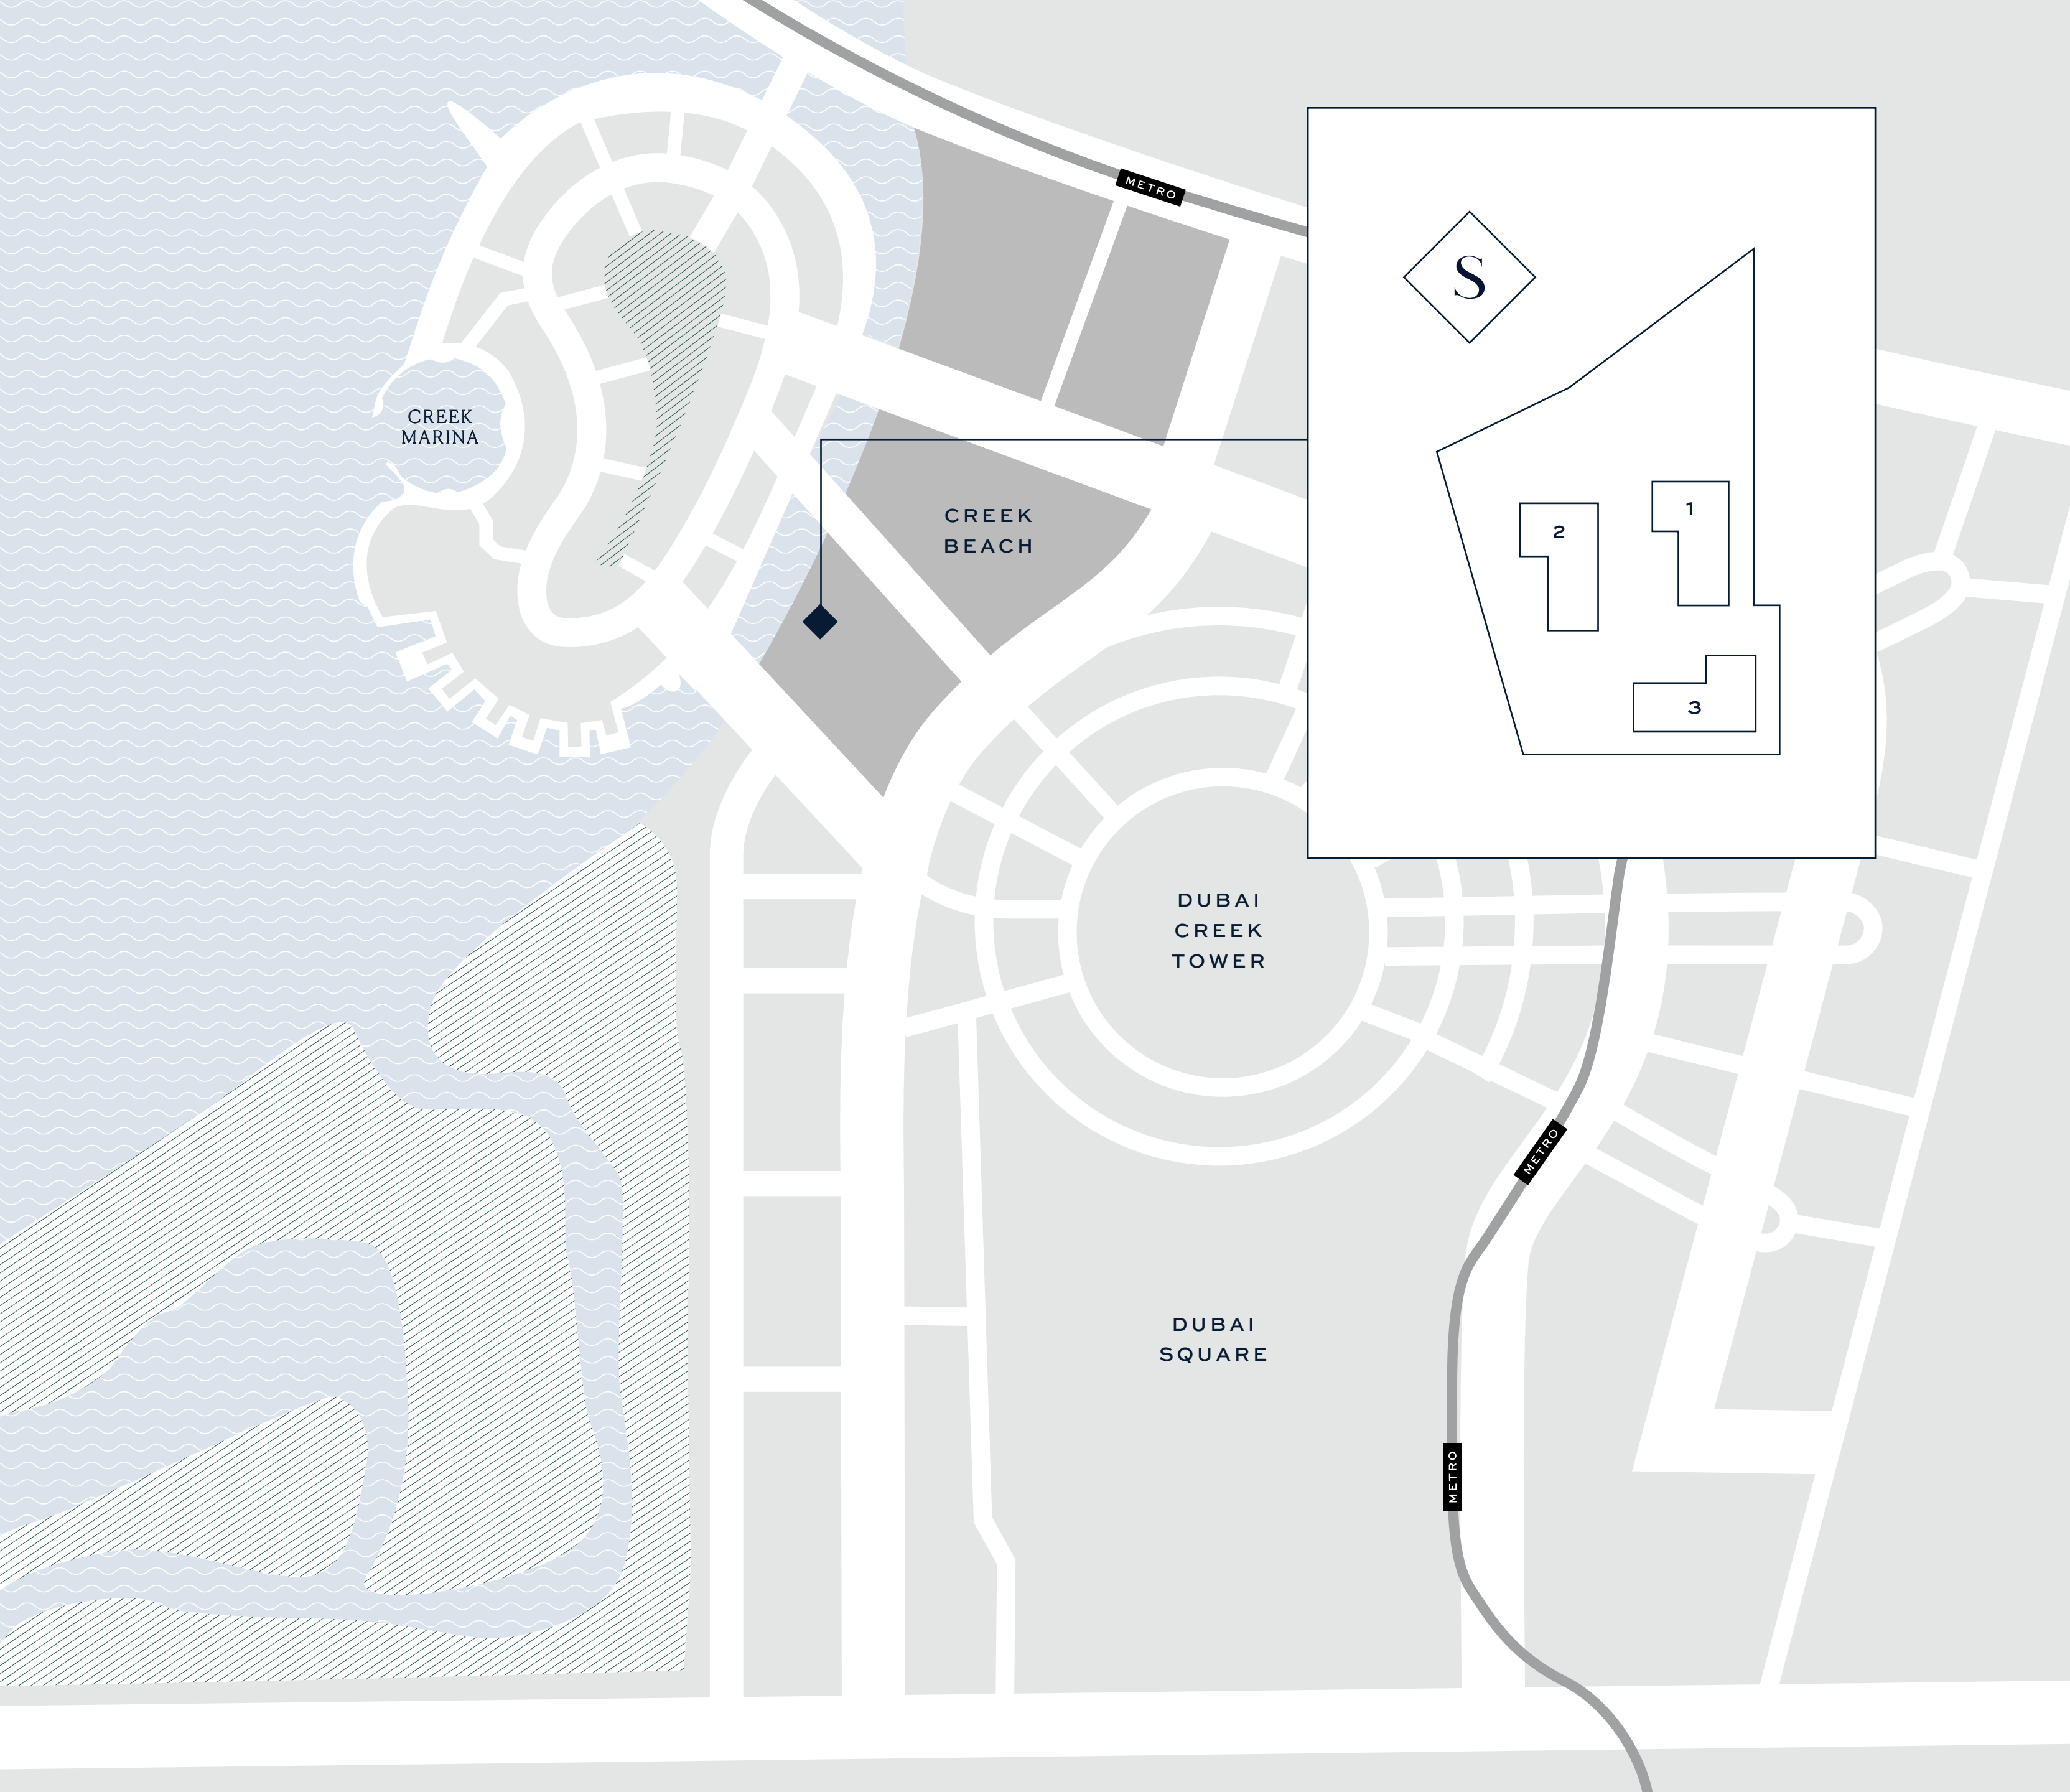 METRO
S
CREEK
MARINA
2
1
CREEK
BEACH
3
DUBAI
CREEK
TOWER
METRO
DUBAI
SQUARE
METRO